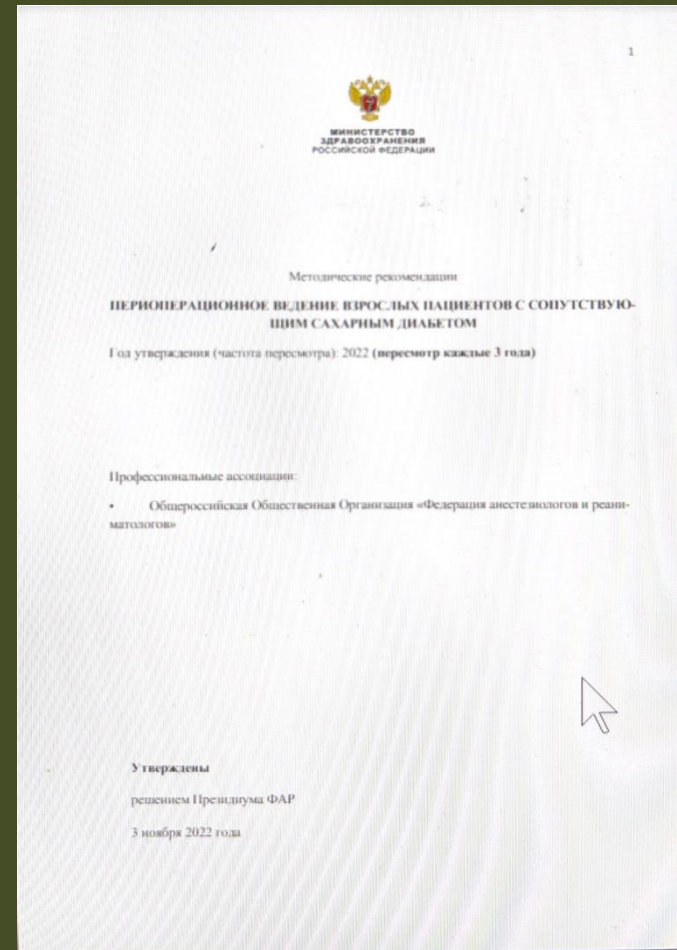 1
МИНИСТЕРСТВО
ЗДРАВООХРАНЕНИЯ
РОССИЙСКОЙ ФЕДЕРАЦИИ
Методические рекомендации
ПЕРИОПЕРАЦИОННОЕ ВЕДЕНИЕ ВЗРОСЛЫХ ПАЦИЕНТОВ С СОПУТСТВУЮ-
ЩИМ САХАРНЫМ ДИАБЕТОМ
Год утверждения (частота пересмотра): 2022 (пересмотр каждые 3 года)
Профессиональные ассоциации:
• Общероссийская Общественная Организация «Федерация анестезиологов и реани-
матологов»
Утверждены
решением Президиума ФАР
3 ноября 2022 года